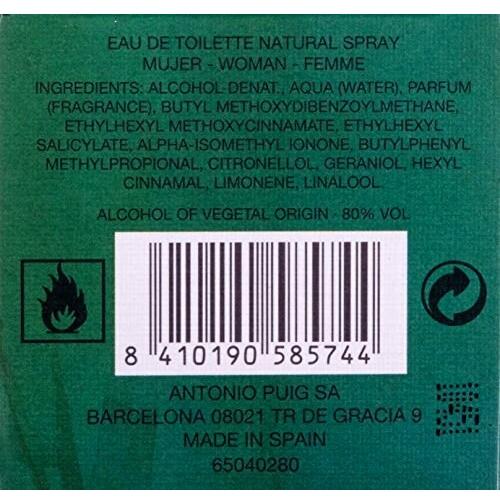 EAU DE TOILETTE NATURAL SPRAY
MUJER - WOMAN - FEMME
INGREDIENTS: ALCOHOL DENAT., AQUA (WATER), PARFUM
(FRAGRANCE), BUTYL METHOXYDIBENZOYLMETHANE,
ETHYLHEXYL METHOXYCINNAMATE, ETHYLHEXYL
SALICYLATE, ALPHA-ISOMETHYL IONONE, BUTYLPHENYL
METHYLPROPIONAL, CITRONELLOL, GERANIOL, HEXYL
CINNAMAL, LIMONENE, LINALOOL.
ALCOHOL OF VEGETAL ORIGIN - 80% VOL
8 410190 585744
ANTONIO PUIG SA
BARCELONA 08021 TR DE GRACIA 9
MADE IN SPAIN
65040280